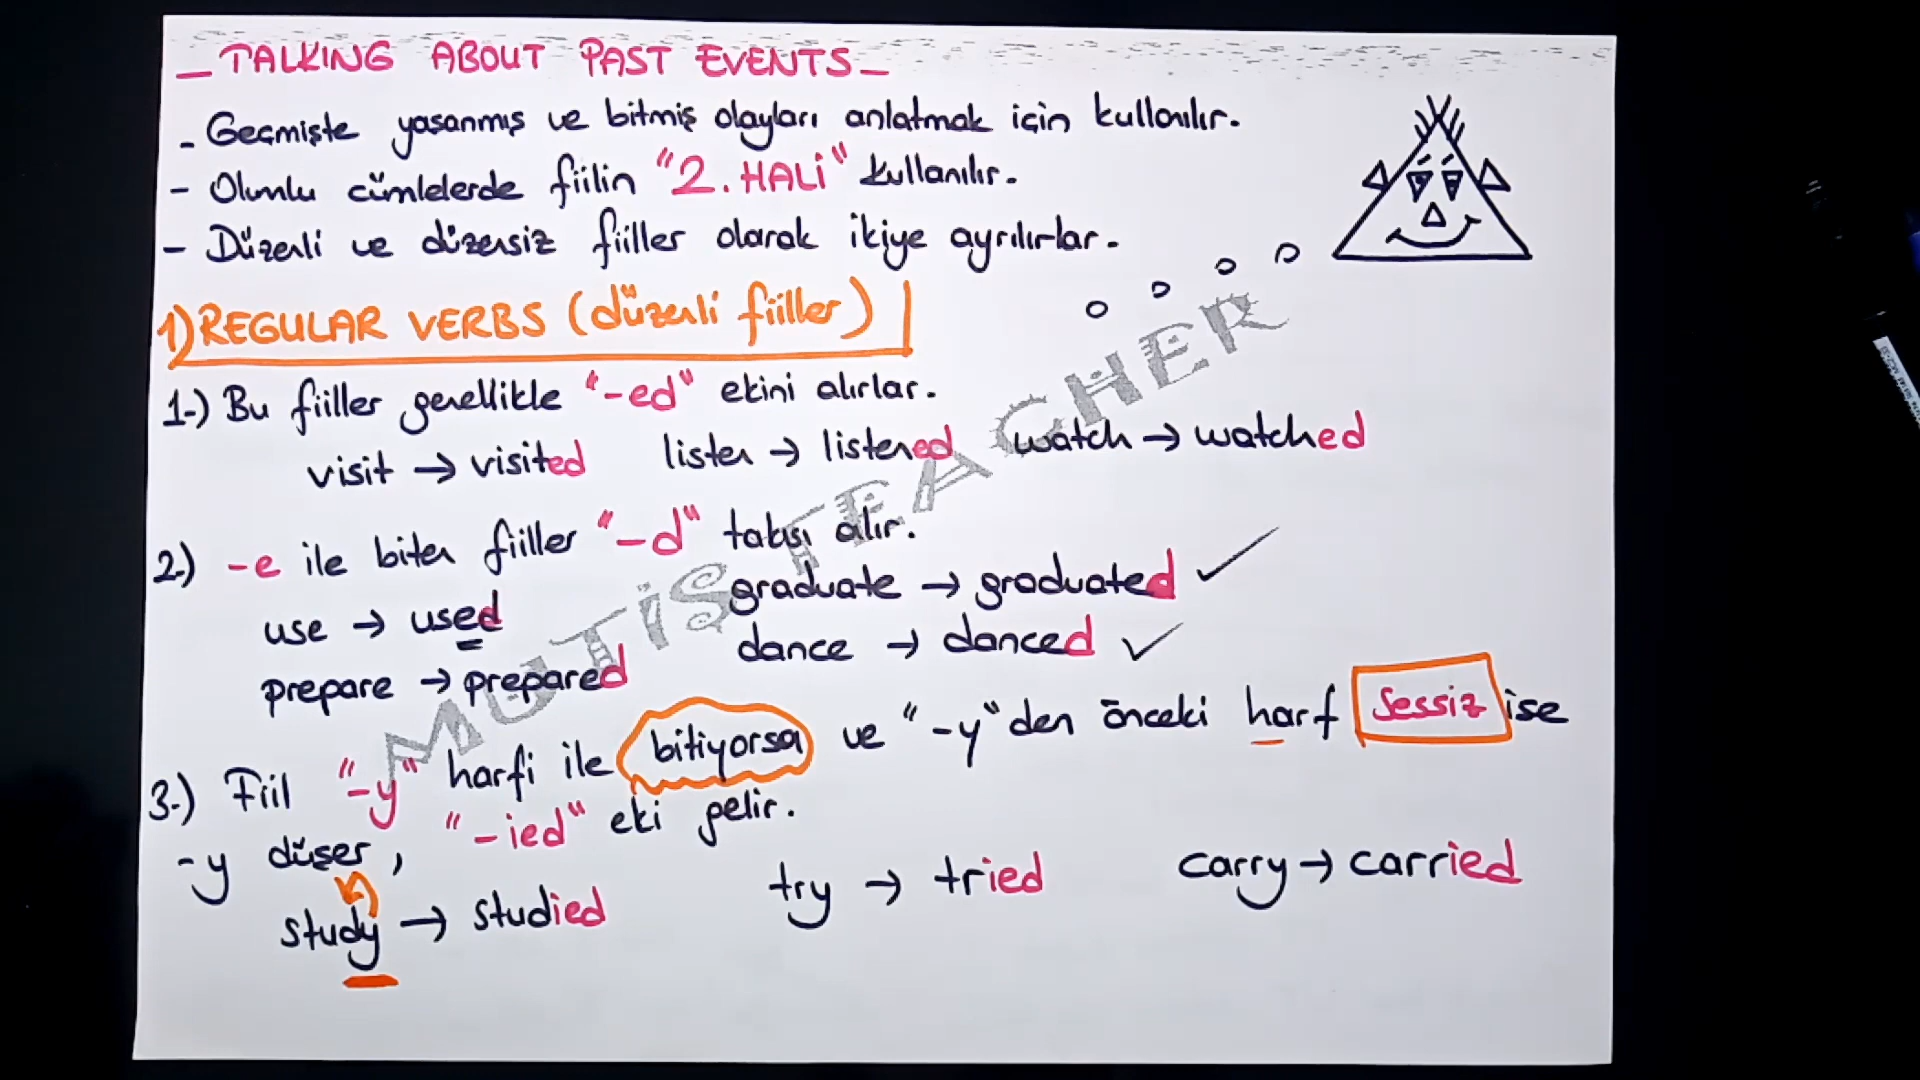 _ TALKING ABOUT PAST EVENTS _
- Geçmişte yaşanmış ve bitmiş olayları anlatmak için kullanılır.
- Olumlu cümlelerde fiilin "2. HALİ" kullanılır.
- Düzenli ve düzensiz fiiller olarak ikiye ayrılırlar.
1) REGULAR VERBS (düzenli fiiller)
1-) Bu fiiller genellikle "-ed" ekini alırlar.
visit → visited listen → listened watch → watched
2-) -e ile biten fiiller "-d" takısı alır.
use → used graduate → graduated ✓
prepare → prepared dance → danced ✓
3-) Fiil "-y" harfi ile bitiyorsa ve "-y"den önceki harf sessiz ise
-y düşer, "-ied" eki gelir.
study → studied try → tried carry → carried
MUTİŞ TEACHER